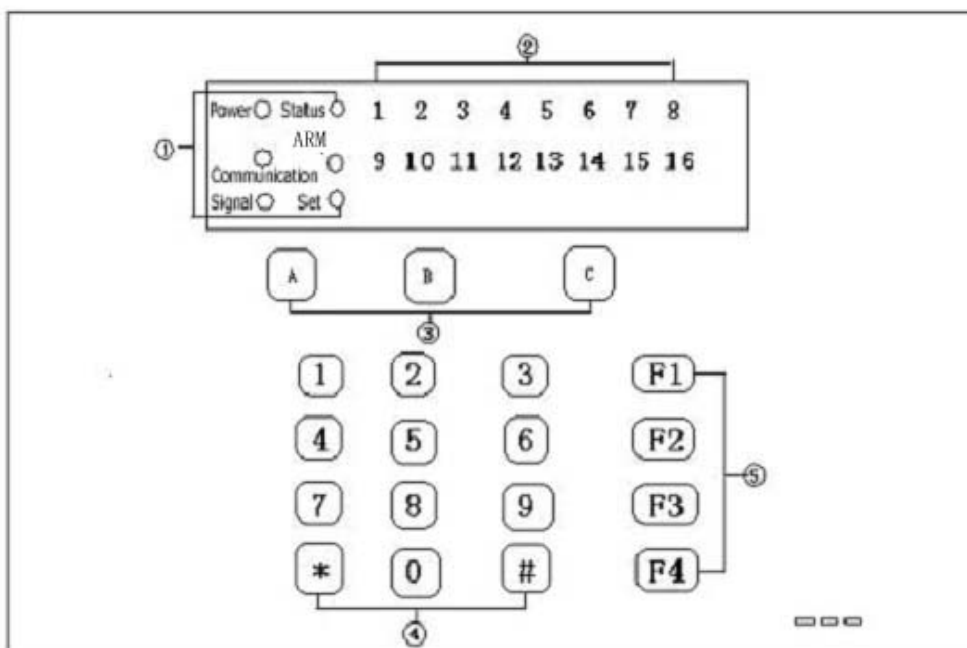 ②
Power Status 1 2 3 4 5 6 7 8
① ARM
9 10 11 12 13 14 15 16
Communication
Signal Set
A B C
③
1 2 3 F1
4 5 6 F2
⑤
7 8 9 F3
* 0 # F4
④